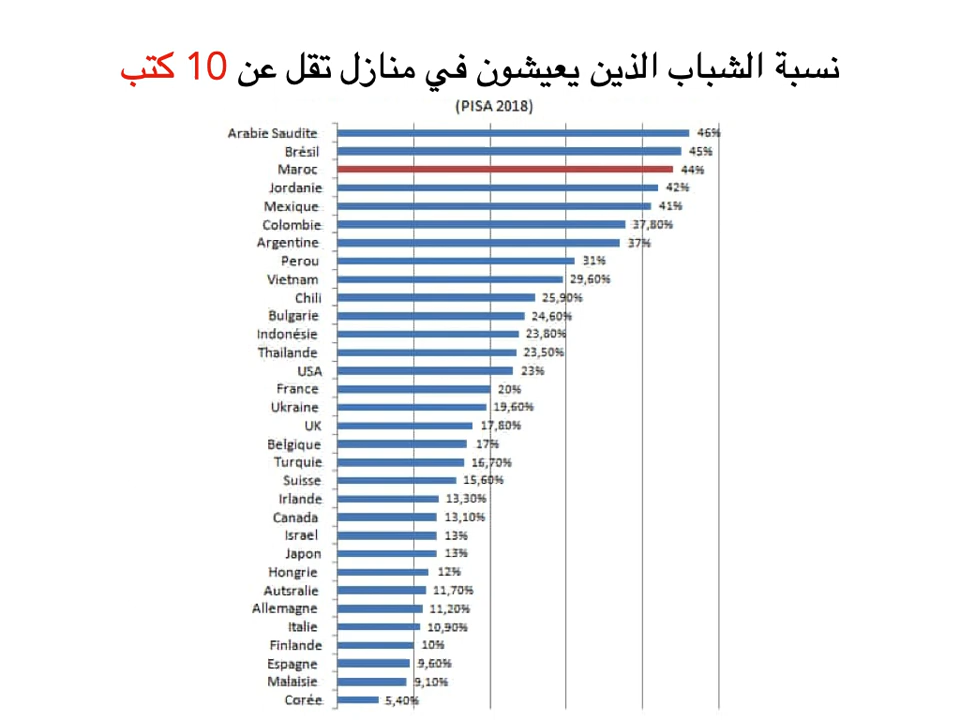 نسبة الشباب الذين يعيشون في منازل تقل عن 10 كتب
(PISA 2018)
Arabie Saudite 46%
Brésil 45%
Maroc 44%
Jordanie 42%
Mexique 41%
Colombie 37,80%
Argentine 37%
Perou 31%
Vietnam 29,60%
Chili 25,90%
Bulgarie 24,60%
Indonésie 23,80%
Thailande 23,50%
USA 23%
France 20%
Ukraine 19,60%
UK 17,80%
Belgique 17%
Turquie 16,70%
Suisse 15,60%
Irlande 13,30%
Canada 13,10%
Israel 13%
Japon 13%
Hongrie 12%
Autsralie 11,70%
Allemagne 11,20%
Italie 10,90%
Finlande 10%
Espagne 9,60%
Malaisie 9,10%
Corée 5,40%